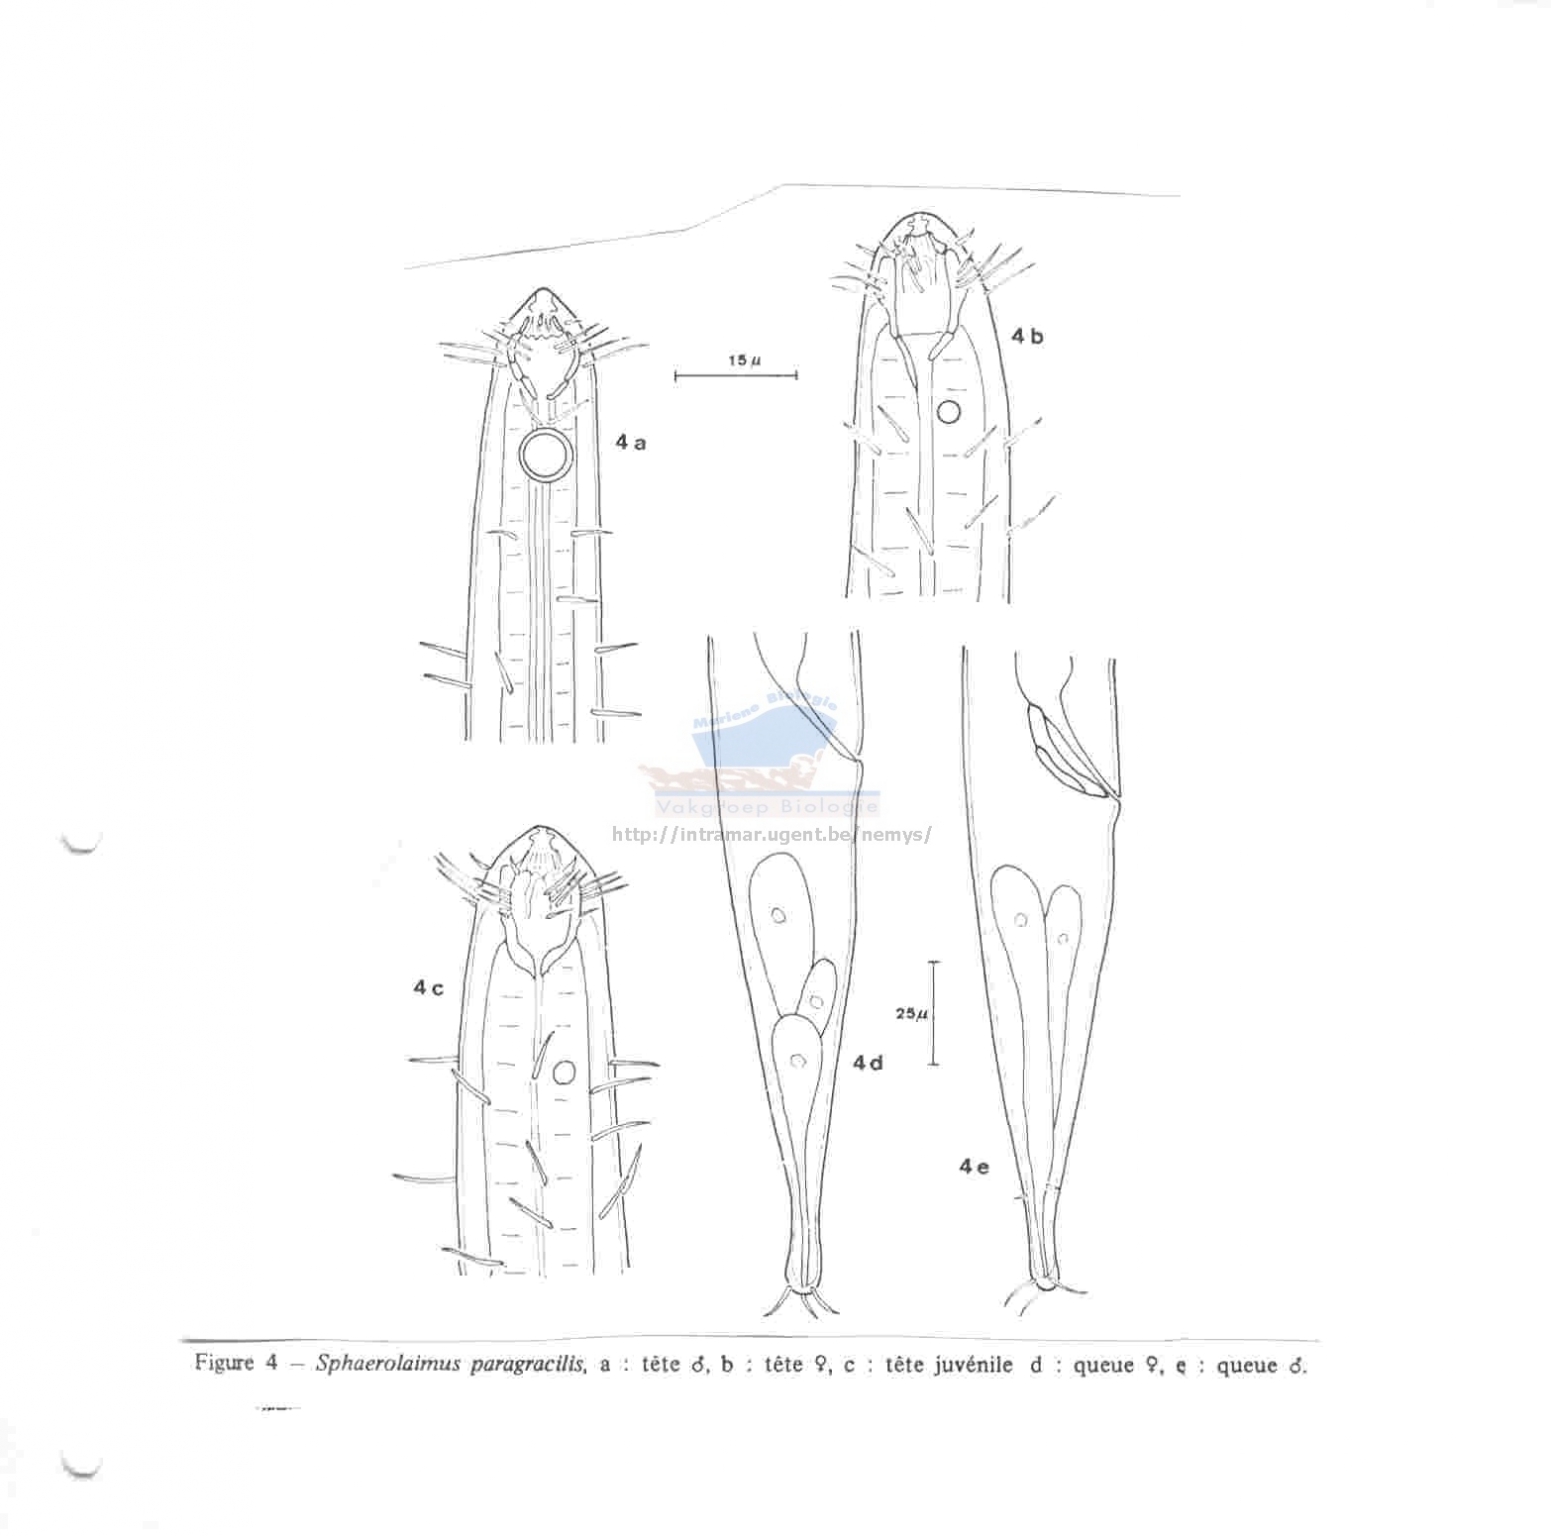 4 b
15 µ
4 a
Mariene Biologie
Vakgroep Biologie
http://intramar.ugent.be/nemys/
4 c
25µ
4 d
4 e
Figure 4 — Sphaerolaimus paragracilis, a : tête ♂, b : tête ♀, c : tête juvénile d : queue ♀, e : queue ♂.